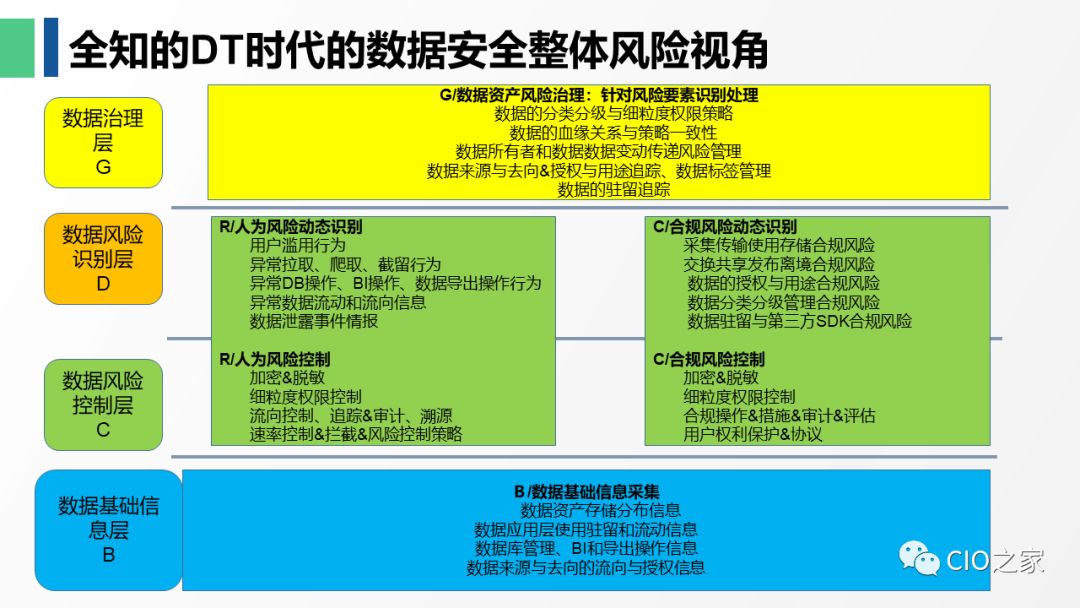 全知的DT时代的数据安全整体风险视角
数据治理
层
G
G/数据资产风险治理：针对风险要素识别处理
数据的分类分级与细粒度权限策略
数据的血缘关系与策略一致性
数据所有者和数据数据变动传递风险管理
数据来源与去向&授权与用途追踪、数据标签管理
数据的驻留追踪
数据风险
识别层
D
R/人为风险动态识别
用户滥用行为
异常拉取、爬取、截留行为
异常DB操作、BI操作、数据导出操作行为
异常数据流动和流向信息
数据泄露事件情报
C/合规风险动态识别
采集传输使用存储合规风险
交换共享发布离境合规风险
数据的授权与用途合规风险
数据分类分级管理合规风险
数据驻留与第三方SDK合规风险
数据风险
控制层
C
R/人为风险控制
加密&脱敏
细粒度权限控制
流向控制、追踪&审计、溯源
速率控制&拦截&风险控制策略
C/合规风险控制
加密&脱敏
细粒度权限控制
合规操作&措施&审计&评估
用户权利保护&协议
数据基础信
息层
B
B/数据基础信息采集
数据资产存储分布信息
数据应用层使用驻留和流动信息
数据库管理、BI和导出操作信息
数据来源与去向的流向与授权信息
CIO之家